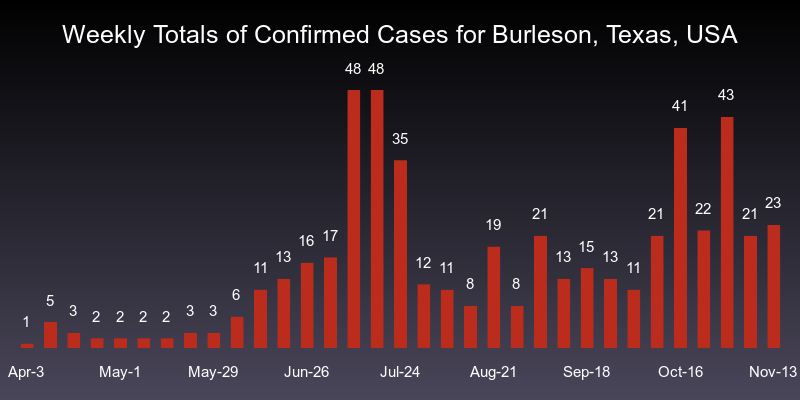 Weekly Totals of Confirmed Cases for Burleson, Texas, USA
1 5 3 2 2 2 2 3 3 6 11 13 16 17 48 48 35 12 11 8 19 8 21 13 15 13 11 21 41 22 43 21 23
Apr-3 May-1 May-29 Jun-26 Jul-24 Aug-21 Sep-18 Oct-16 Nov-13